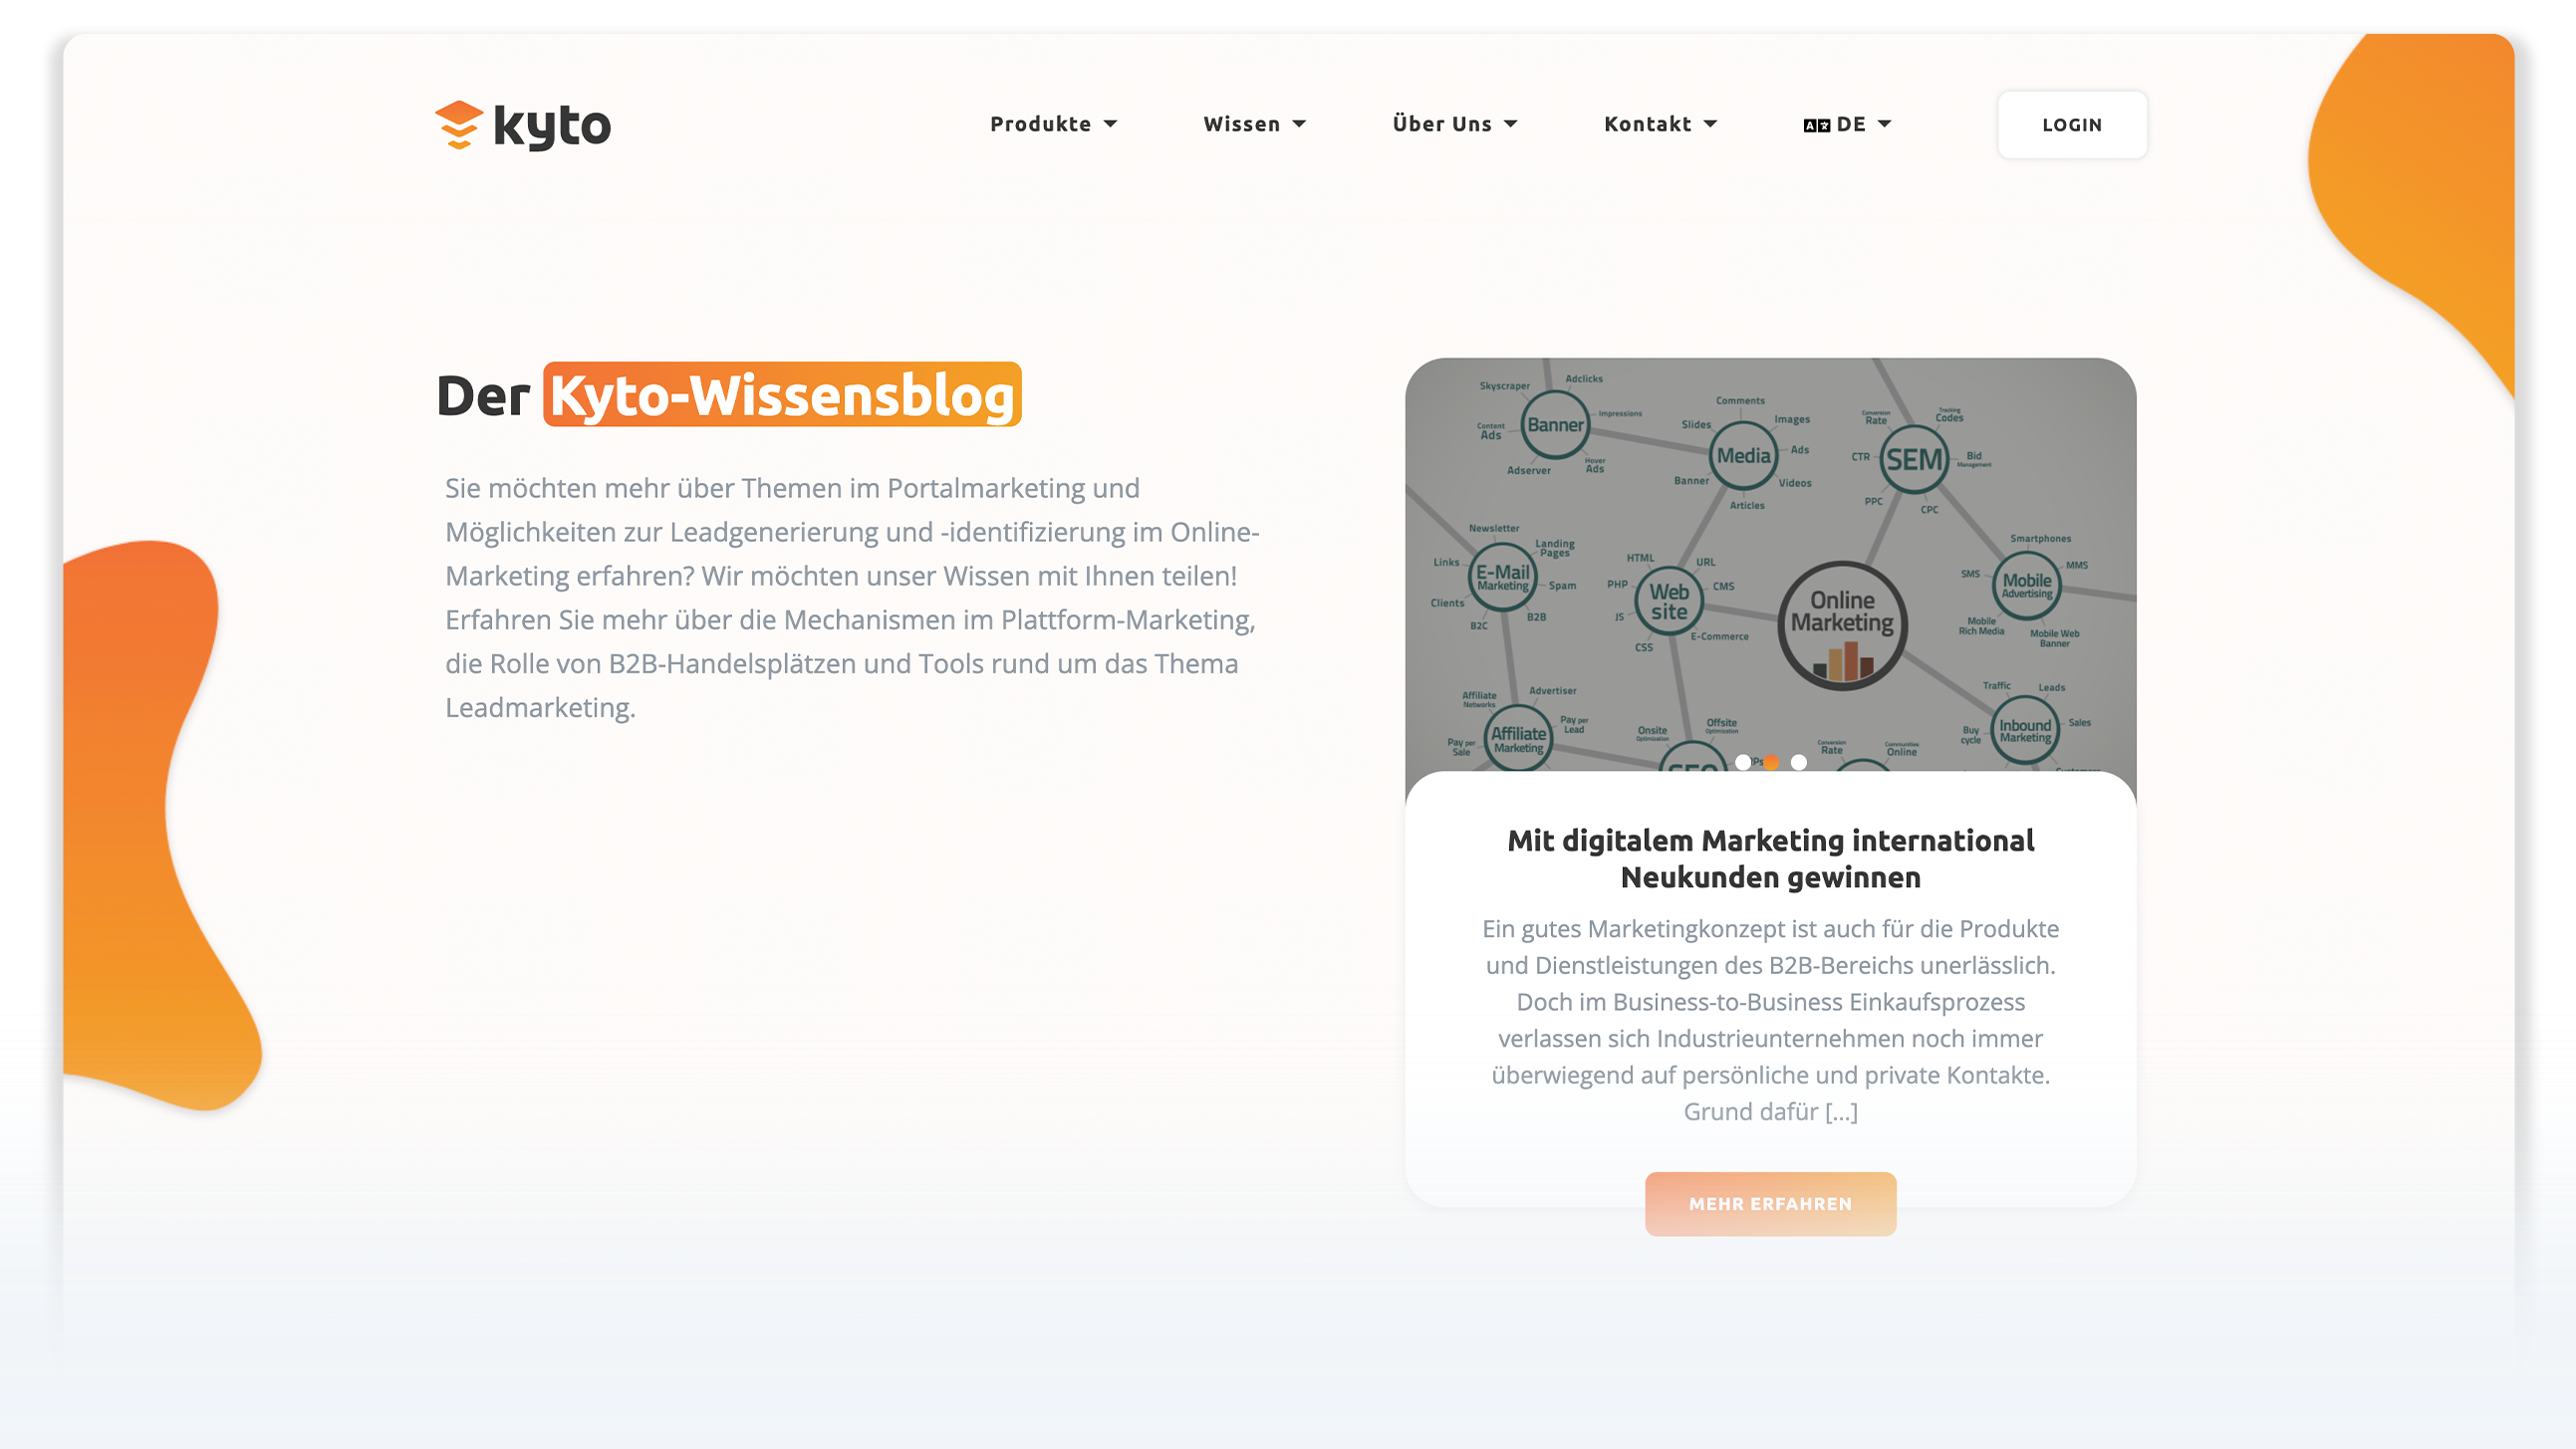 kyto
Produkte
Wissen
Über Uns
Kontakt
DE
LOGIN
Der Kyto-Wissensblog
Sie möchten mehr über Themen im Portalmarketing und
Möglichkeiten zur Leadgenerierung und -identifizierung im Online-
Marketing erfahren? Wir möchten unser Wissen mit Ihnen teilen!
Erfahren Sie mehr über die Mechanismen im Plattform-Marketing,
die Rolle von B2B-Handelsplätzen und Tools rund um das Thema
Leadmarketing.
Skyscraper
Adclicks
Banner
Impressions
Content
Ads
Adserver
Hover
Ads
Comments
Slides
Images
Media
Ads
Banner
Videos
Articles
Conversion
Rate
Tracking
Codes
CTR
SEM
Bid
Management
PPC
CPC
Newsletter
Links
Landing
Pages
E-Mail
Marketing
Spam
Clients
B2C
B2B
HTML
URL
PHP
Web
site
CMS
JS
CSS
E-Commerce
Online
Marketing
Smartphones
SMS
MMS
Mobile
Advertising
Mobile
Rich Media
Mobile Web
Banner
Affiliate
Networks
Advertiser
Pay per
Lead
Affiliate
Marketing
Pay per
Sale
Onsite
Optimization
Offsite
Optimization
SEO
Conversion
Rate
Communities
Online
Traffic
Leads
Buy
cycle
Inbound
Marketing
Sales
Mit digitalem Marketing international
Neukunden gewinnen
Ein gutes Marketingkonzept ist auch für die Produkte
und Dienstleistungen des B2B-Bereichs unerlässlich.
Doch im Business-to-Business Einkaufsprozess
verlassen sich Industrieunternehmen noch immer
überwiegend auf persönliche und private Kontakte.
Grund dafür [...]
MEHR ERFAHREN